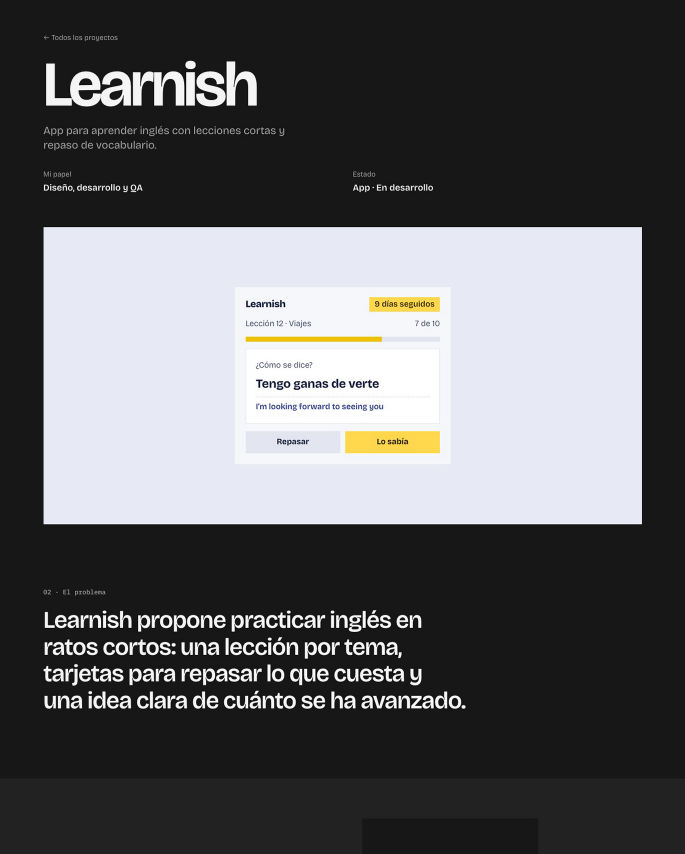 ← Todos los proyectos
Learnish
App para aprender inglés con lecciones cortas y
repaso de vocabulario.
Mi papel
Diseño, desarrollo y QA
Estado
App · En desarrollo
Learnish
9 días seguidos
Lección 12 · Viajes
7 de 10
¿Cómo se dice?
Tengo ganas de verte
I'm looking forward to seeing you
Repasar
Lo sabía
02 · El problema
Learnish propone practicar inglés en
ratos cortos: una lección por tema,
tarjetas para repasar lo que cuesta y
una idea clara de cuánto se ha avanzado.